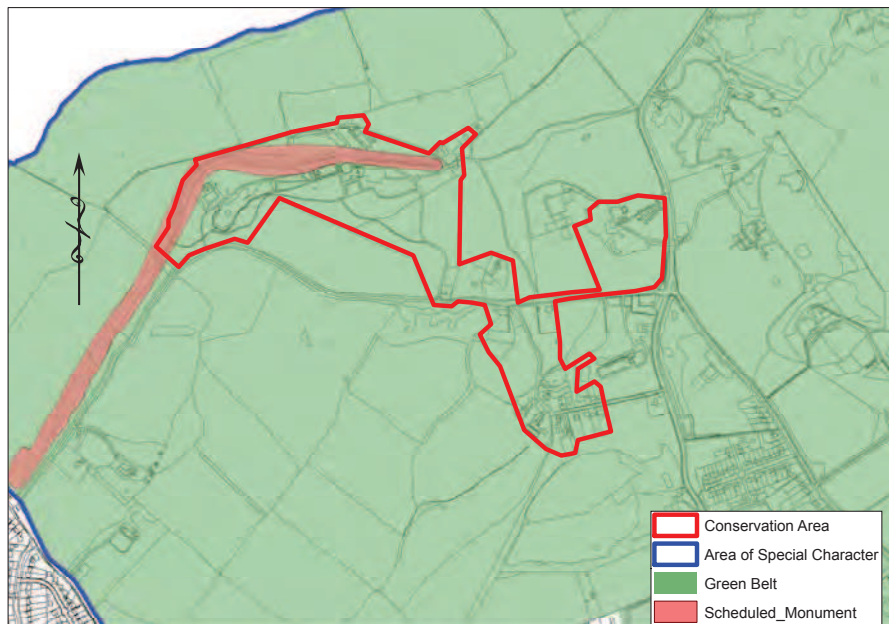 Conservation Area
Area of Special Character
Green Belt
Scheduled_Monument